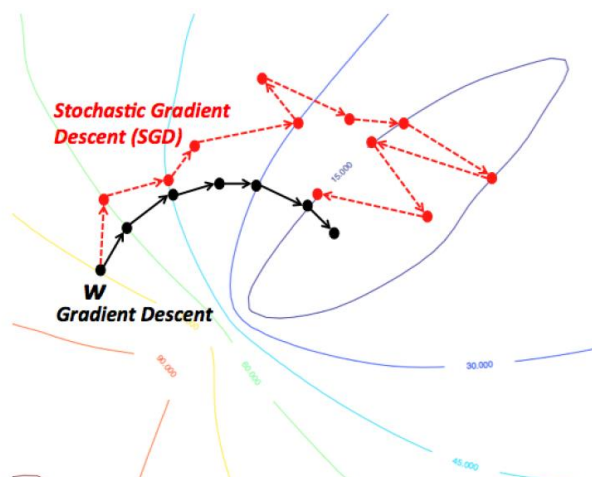 Stochastic Gradient
Descent (SGD)
15.000
W
Gradient Descent
90.000
60.000
30.000
45.000